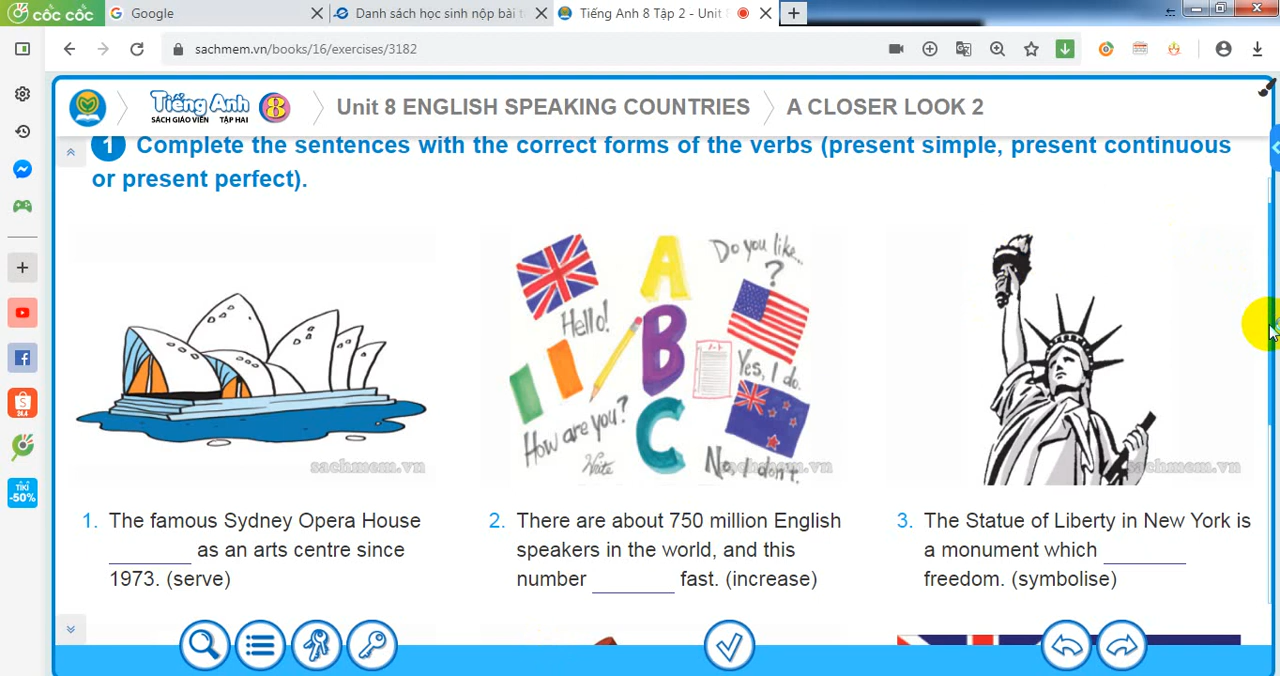 cốc cốc
Google
Danh sách học sinh nộp bài t
Tiếng Anh 8 Tập 2 - Unit
sachmem.vn/books/16/exercises/3182
Tiếng Anh 8
SÁCH GIÁO VIÊN TẬP HAI
Unit 8 ENGLISH SPEAKING COUNTRIES
A CLOSER LOOK 2
1 Complete the sentences with the correct forms of the verbs (present simple, present continuous
or present perfect).
Do you like...
?
A
Hello!
B
Yes, I do.
How are you?
C
Write
No, I don't.
sachmem.vn
sachmem.vn
sachmem.vn
1. The famous Sydney Opera House
________ as an arts centre since
1973. (serve)
2. There are about 750 million English
speakers in the world, and this
number ________ fast. (increase)
3. The Statue of Liberty in New York is
a monument which ________
freedom. (symbolise)
S
24.4
TIKI
-50%